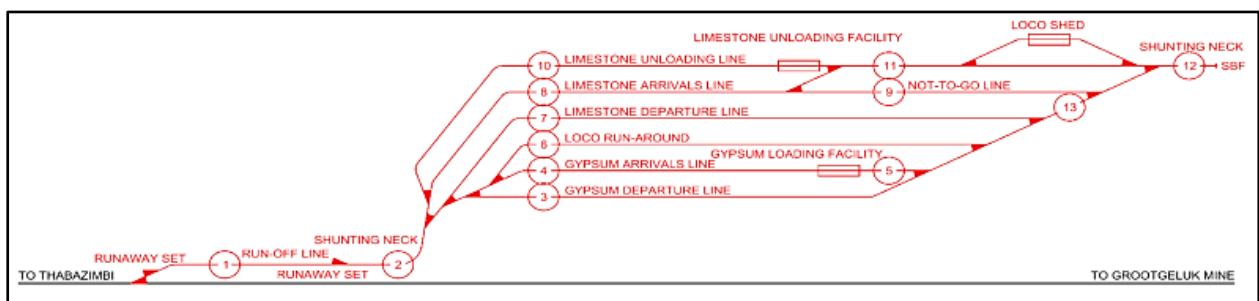 LOCO SHED
LIMESTONE UNLOADING FACILITY
SHUNTING NECK
10 LIMESTONE UNLOADING LINE 11 12 SBF
8 LIMESTONE ARRIVALS LINE 9 NOT-TO-GO LINE
13
7 LIMESTONE DEPARTURE LINE
6 LOCO RUN-AROUND
GYPSUM LOADING FACILITY
4 GYPSUM ARRIVALS LINE 5
3 GYPSUM DEPARTURE LINE
SHUNTING NECK
RUNAWAY SET 1 RUN-OFF LINE 2
TO THABAZIMBI RUNAWAY SET TO GROOTGELUK MINE